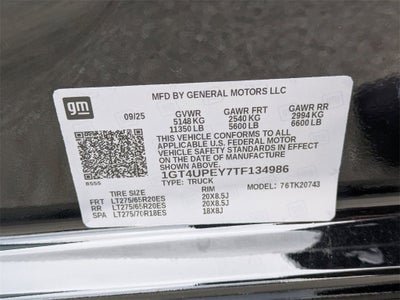 gm
MFD BY GENERAL MOTORS LLC
09/25 GVWR GAWR FRT GAWR RR
5148 KG 2540 KG 2994 KG
11350 LB 5600 LB 6600 LB
THIS VEHICLE CONFORMS TO ALL
APPLICABLE U.S. FEDERAL MOTOR
VEHICLE SAFETY STANDARDS IN
EFFECT ON THE DATE OF
MANUFACTURE SHOWN ABOVE.
1GT4UPEY7TF134986
TYPE: TRUCK MODEL: 76TK20743
TIRE SIZE RIM
FRT LT275/65R20ES 20X8.5J
RR LT275/65R20ES 20X8.5J
SPA LT275/70R18ES 18X8J